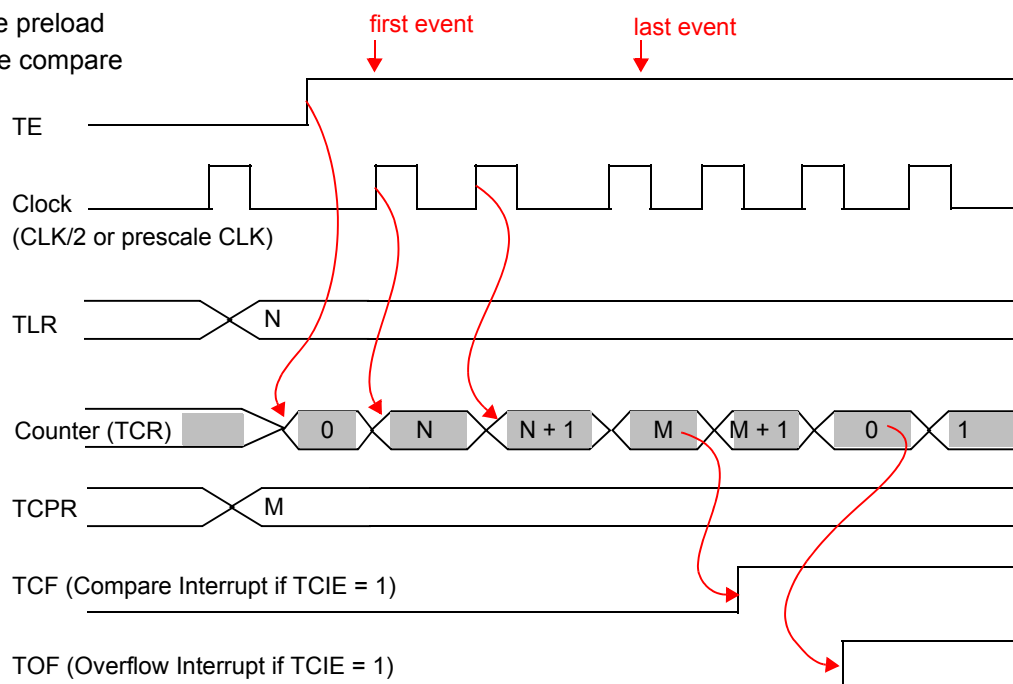 e preload
e compare
first event
last event
TE
Clock
(CLK/2 or prescale CLK)
TLR
N
Counter (TCR)
0
N
N + 1
M
M + 1
0
1
TCPR
M
TCF (Compare Interrupt if TCIE = 1)
TOF (Overflow Interrupt if TCIE = 1)